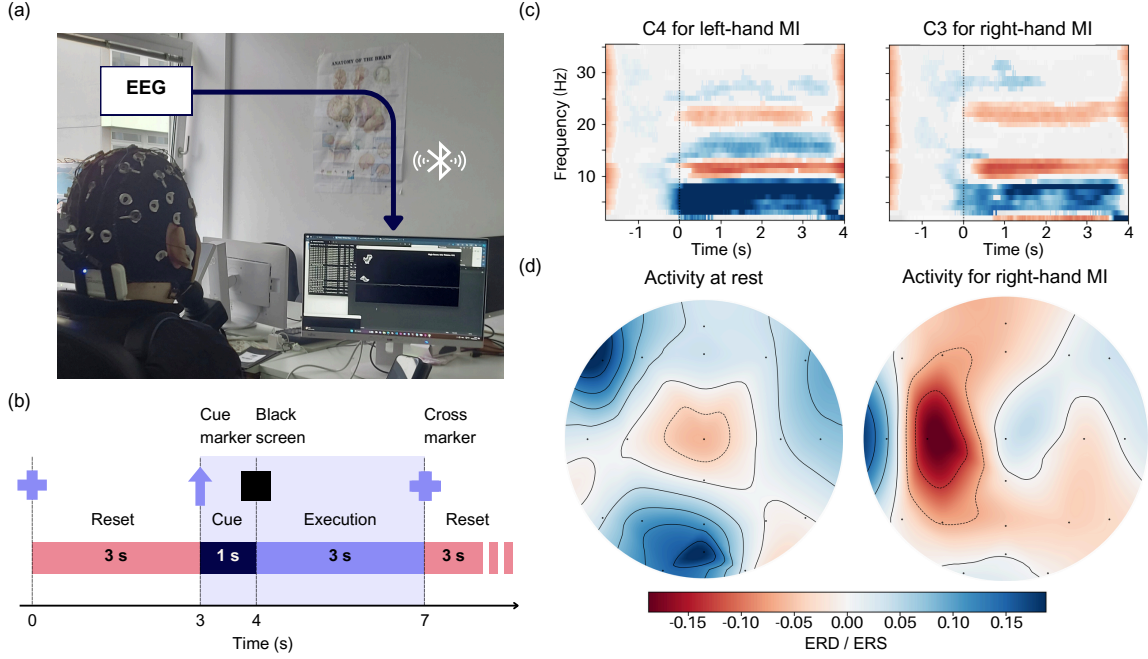 (a)
EEG
ANATOMY OF THE BRAIN
(b)
Cue
marker
Black
screen
Cross
marker
Reset
Cue
Execution
Reset
3 s
1 s
3 s
3 s
0
3
4
7
Time (s)
(c)
C4 for left-hand MI
C3 for right-hand MI
Frequency (Hz)
30
20
10
-1 0 1 2 3 4
Time (s)
-1 0 1 2 3 4
Time (s)
(d)
Activity at rest
Activity for right-hand MI
-0.15 -0.10 -0.05 0.00 0.05 0.10 0.15
ERD / ERS